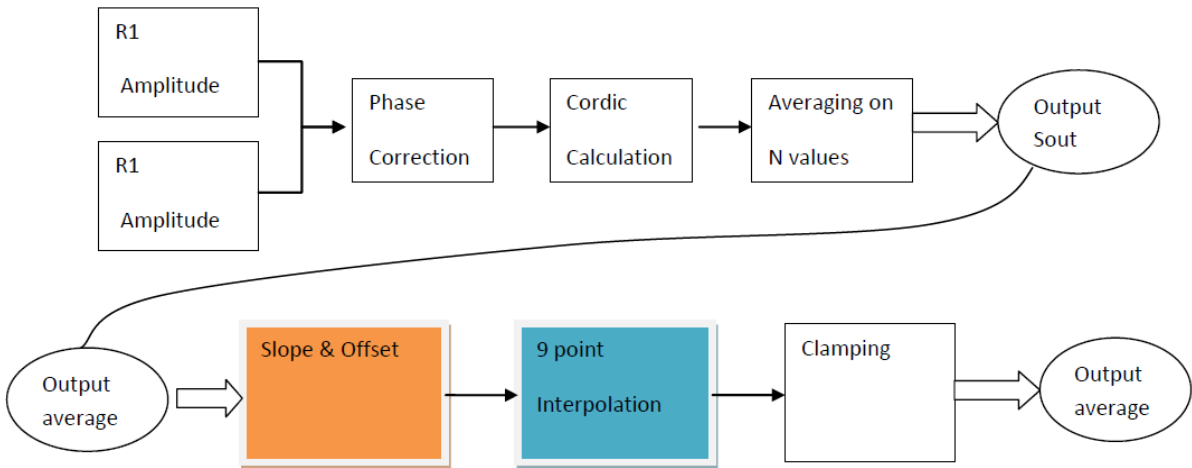 R1
Amplitude
R1
Amplitude
Phase
Correction
Cordic
Calculation
Averaging on
N values
Output
Sout
Output
average
Slope & Offset
9 point
Interpolation
Clamping
Output
average